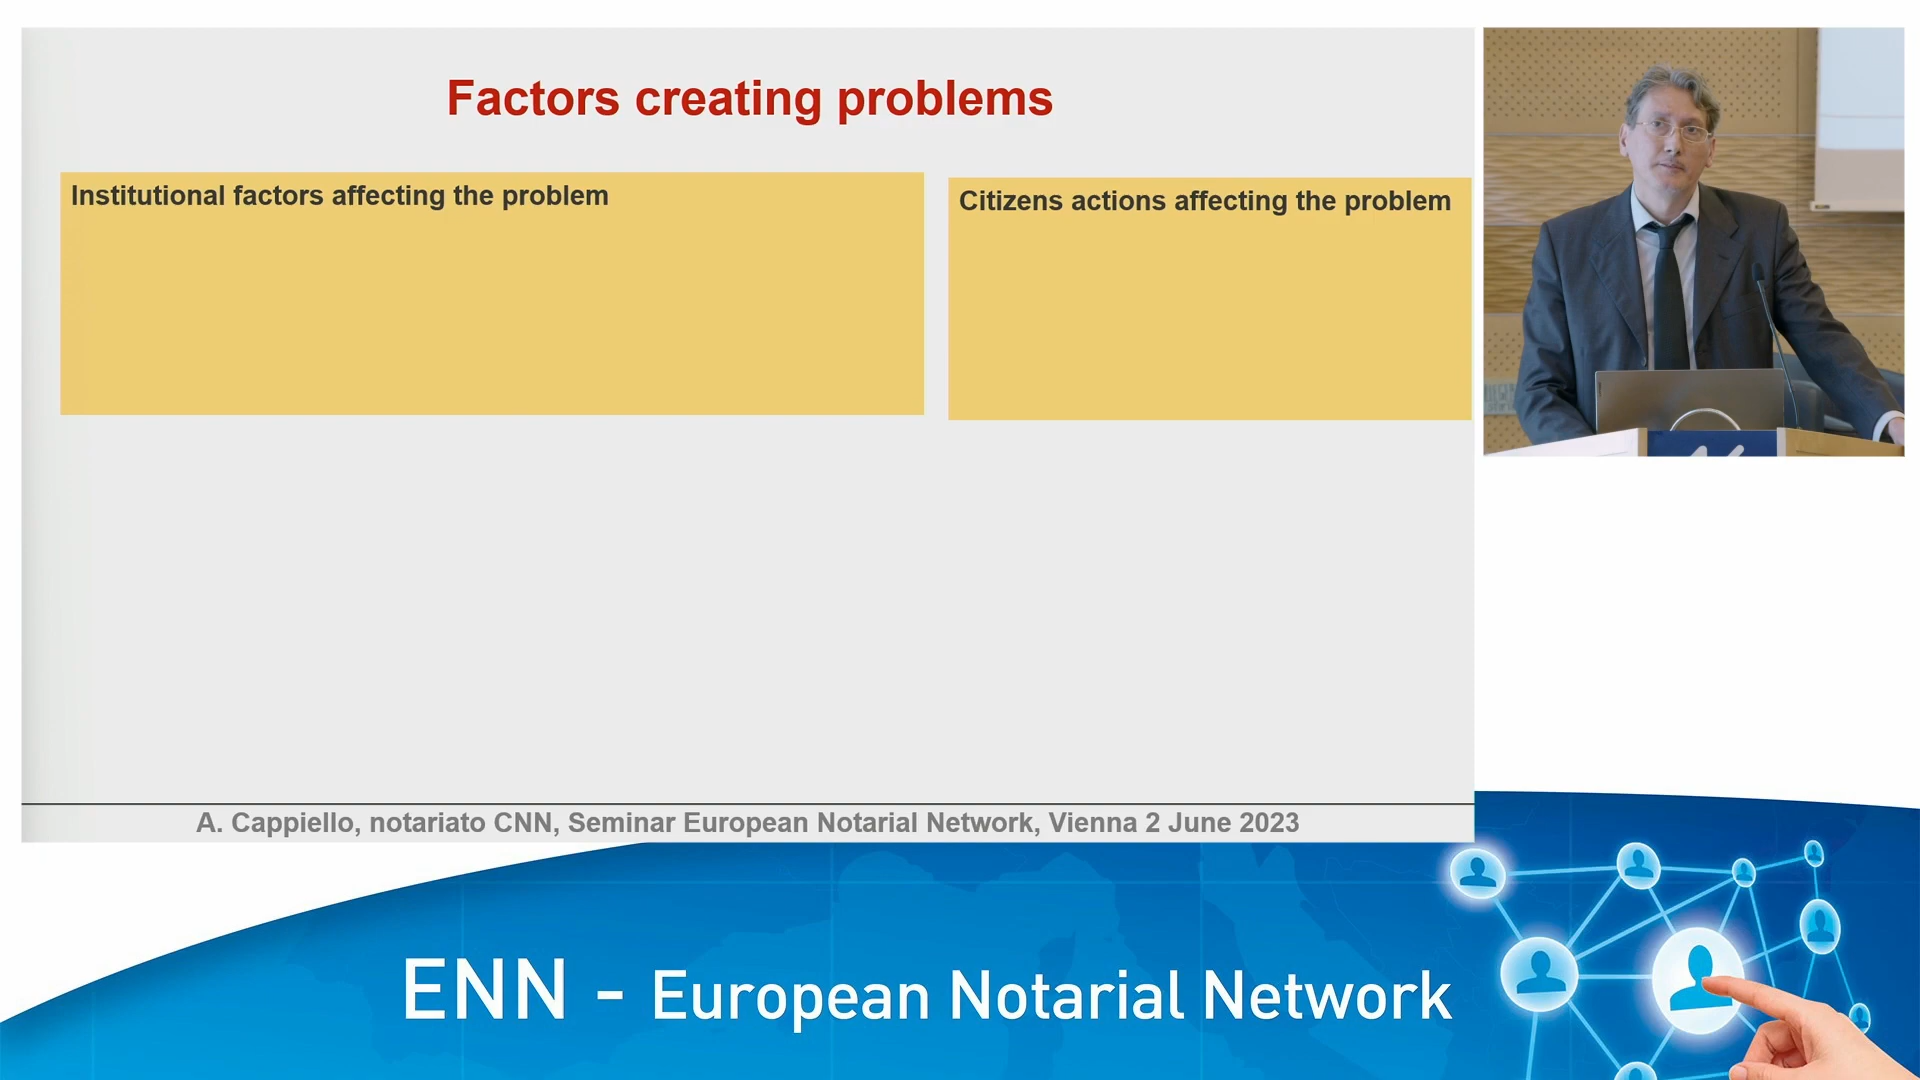 Factors creating problems
Institutional factors affecting the problem
Citizens actions affecting the problem
A. Cappiello, notariato CNN, Seminar European Notarial Network, Vienna 2 June 2023
ENN - European Notarial Network